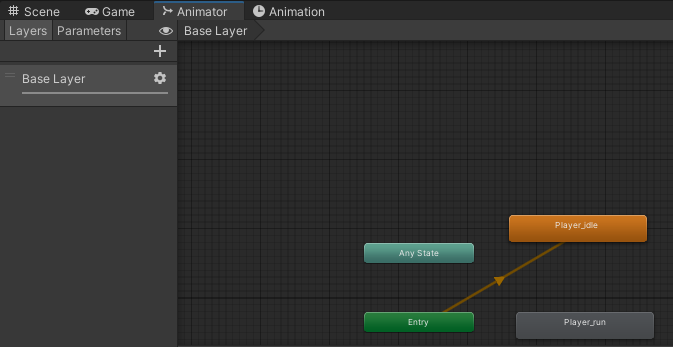 Scene Game Animator Animation
Layers Parameters Base Layer
+
Base Layer
Player_idle
Any State
Entry Player_run